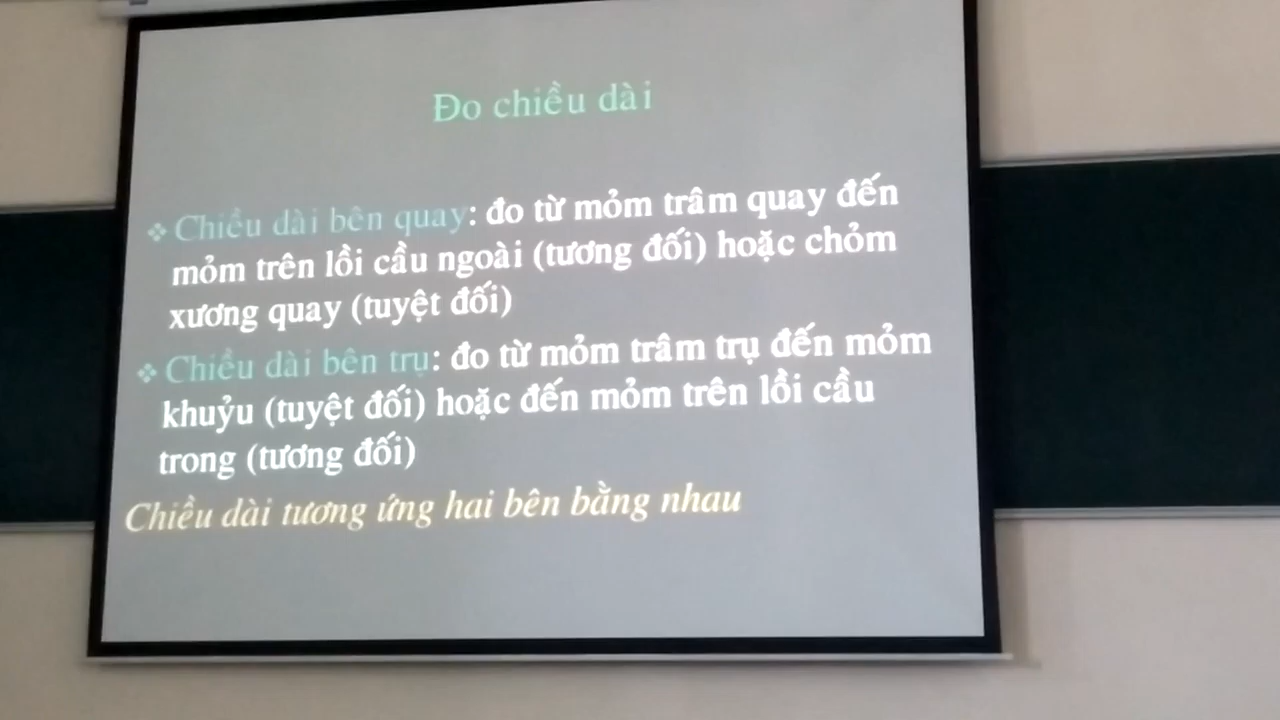 Đo chiều dài
❖ Chiều dài bên quay: đo từ mỏm trâm quay đến
mỏm trên lồi cầu ngoài (tương đối) hoặc chỏm
xương quay (tuyệt đối)
❖ Chiều dài bên trụ: đo từ mỏm trâm trụ đến mỏm
khuỷu (tuyệt đối) hoặc đến mỏm trên lồi cầu
trong (tương đối)
Chiều dài tương ứng hai bên bằng nhau